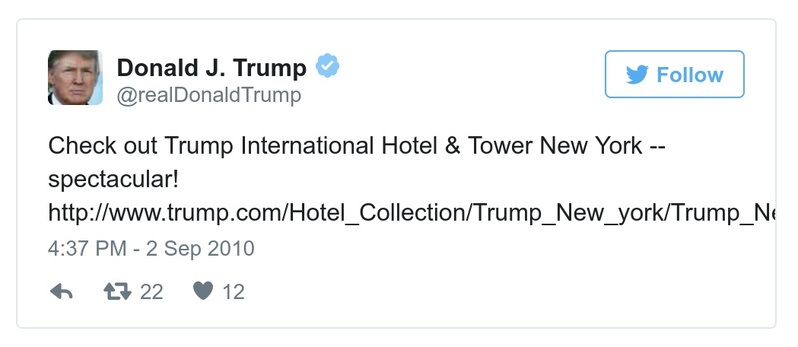 Donald J. Trump
@realDonaldTrump
Follow
Check out Trump International Hotel & Tower New York --
spectacular!
http://www.trump.com/Hotel_Collection/Trump_New_york/Trump_Ne
4:37 PM - 2 Sep 2010
22 12